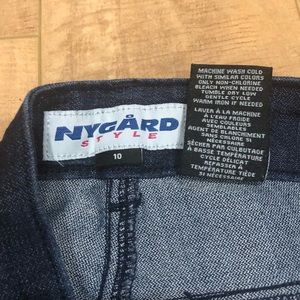 NYGÅRD
STYLE
10
MACHINE WASH COLD
WITH SIMILAR COLORS
ONLY NON-CHLORINE
BLEACH WHEN NEEDED
TUMBLE DRY LOW
GENTLE CYCLE
WARM IRON IF NEEDED
LAVER À LA MACHINE
À L'EAU FROIDE
AVEC COULEURS
SEMBLABLES
AGENT DE BLANCHIMENT
SANS CHLORE
SI NÉCESSAIRE
SÉCHER PAR CULBUTAGE
À BASSE TEMPÉRATURE
CYCLE DÉLICAT
REPASSER À
TEMPÉRATURE TIÈDE
SI NÉCESSAIRE